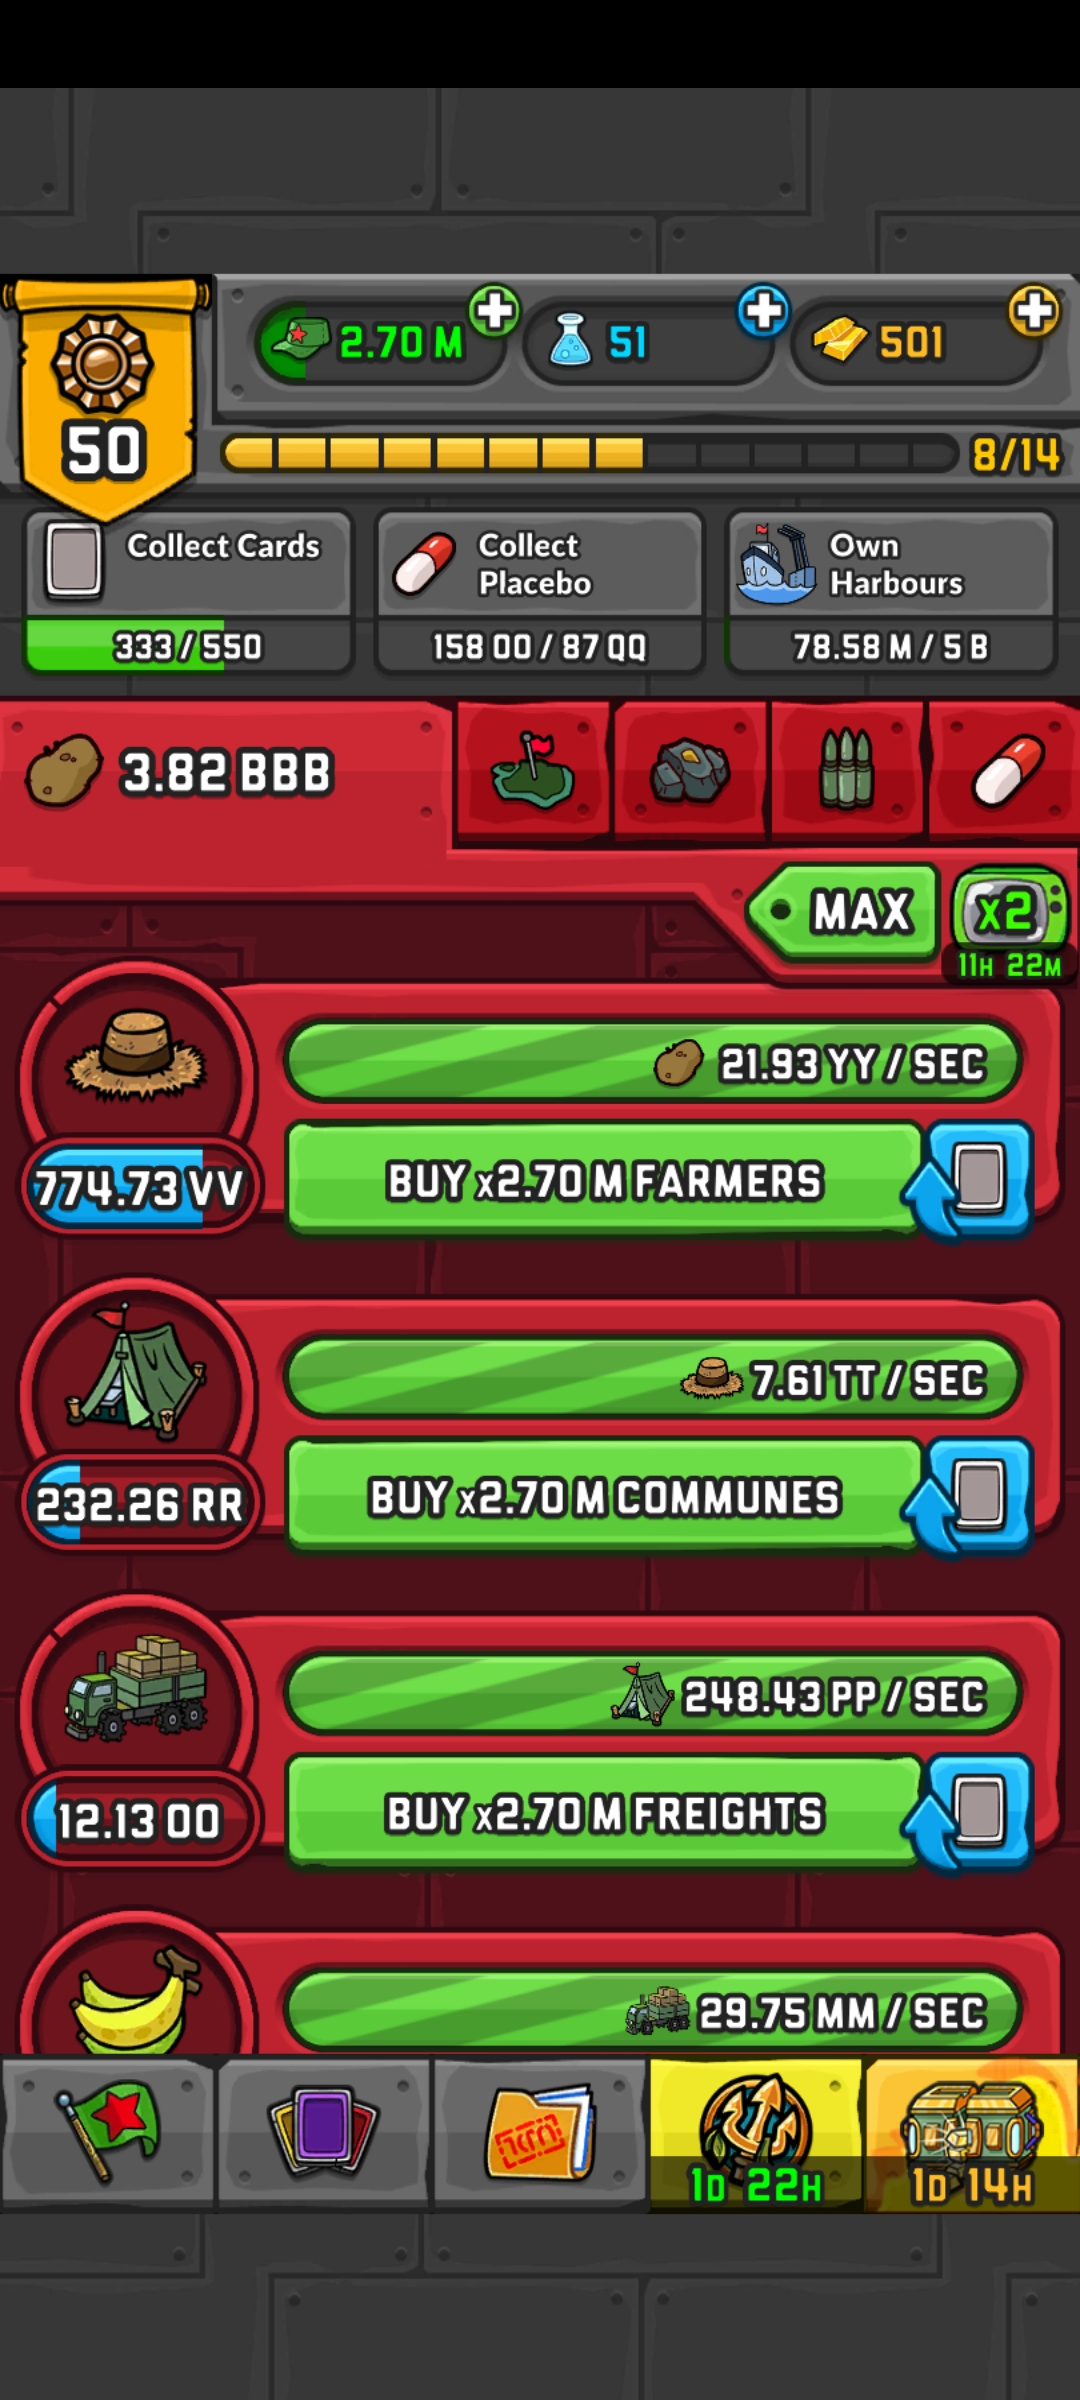 2.70 M
51
501
50
8/14
Collect Cards
333 / 550
Collect
Placebo
158 OO / 87 QQ
Own
Harbours
78.58 M / 5 B
3.82 BBB
MAX
x2
11H 22M
21.93 YY / SEC
774.73 VV
BUY x2.70 M FARMERS
7.61 TT / SEC
232.26 RR
BUY x2.70 M COMMUNES
248.43 PP / SEC
12.13 OO
BUY x2.70 M FREIGHTS
29.75 MM / SEC
1D 22H
1D 14H